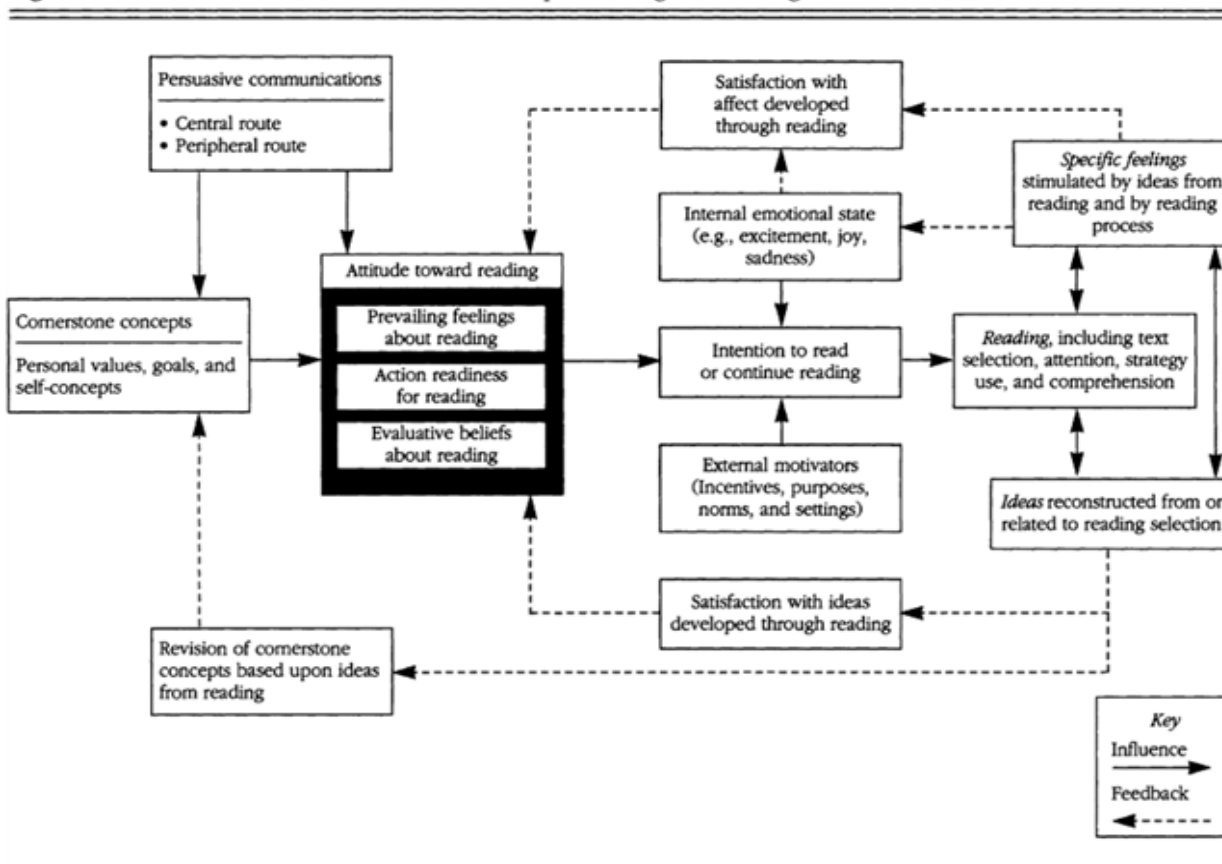 Persuasive communications
• Central route
• Peripheral route
Satisfaction with
affect developed
through reading
Specific feelings
stimulated by ideas from
reading and by reading
process
Internal emotional state
(e.g., excitement, joy,
sadness)
Attitude toward reading
Prevailing feelings
about reading
Action readiness
for reading
Evaluative beliefs
about reading
Cornerstone concepts
Personal values, goals, and
self-concepts
Intention to read
or continue reading
Reading, including text
selection, attention, strategy
use, and comprehension
External motivators
(Incentives, purposes,
norms, and settings)
Ideas reconstructed from or
related to reading selection
Satisfaction with ideas
developed through reading
Revision of cornerstone
concepts based upon ideas
from reading
Key
Influence
Feedback